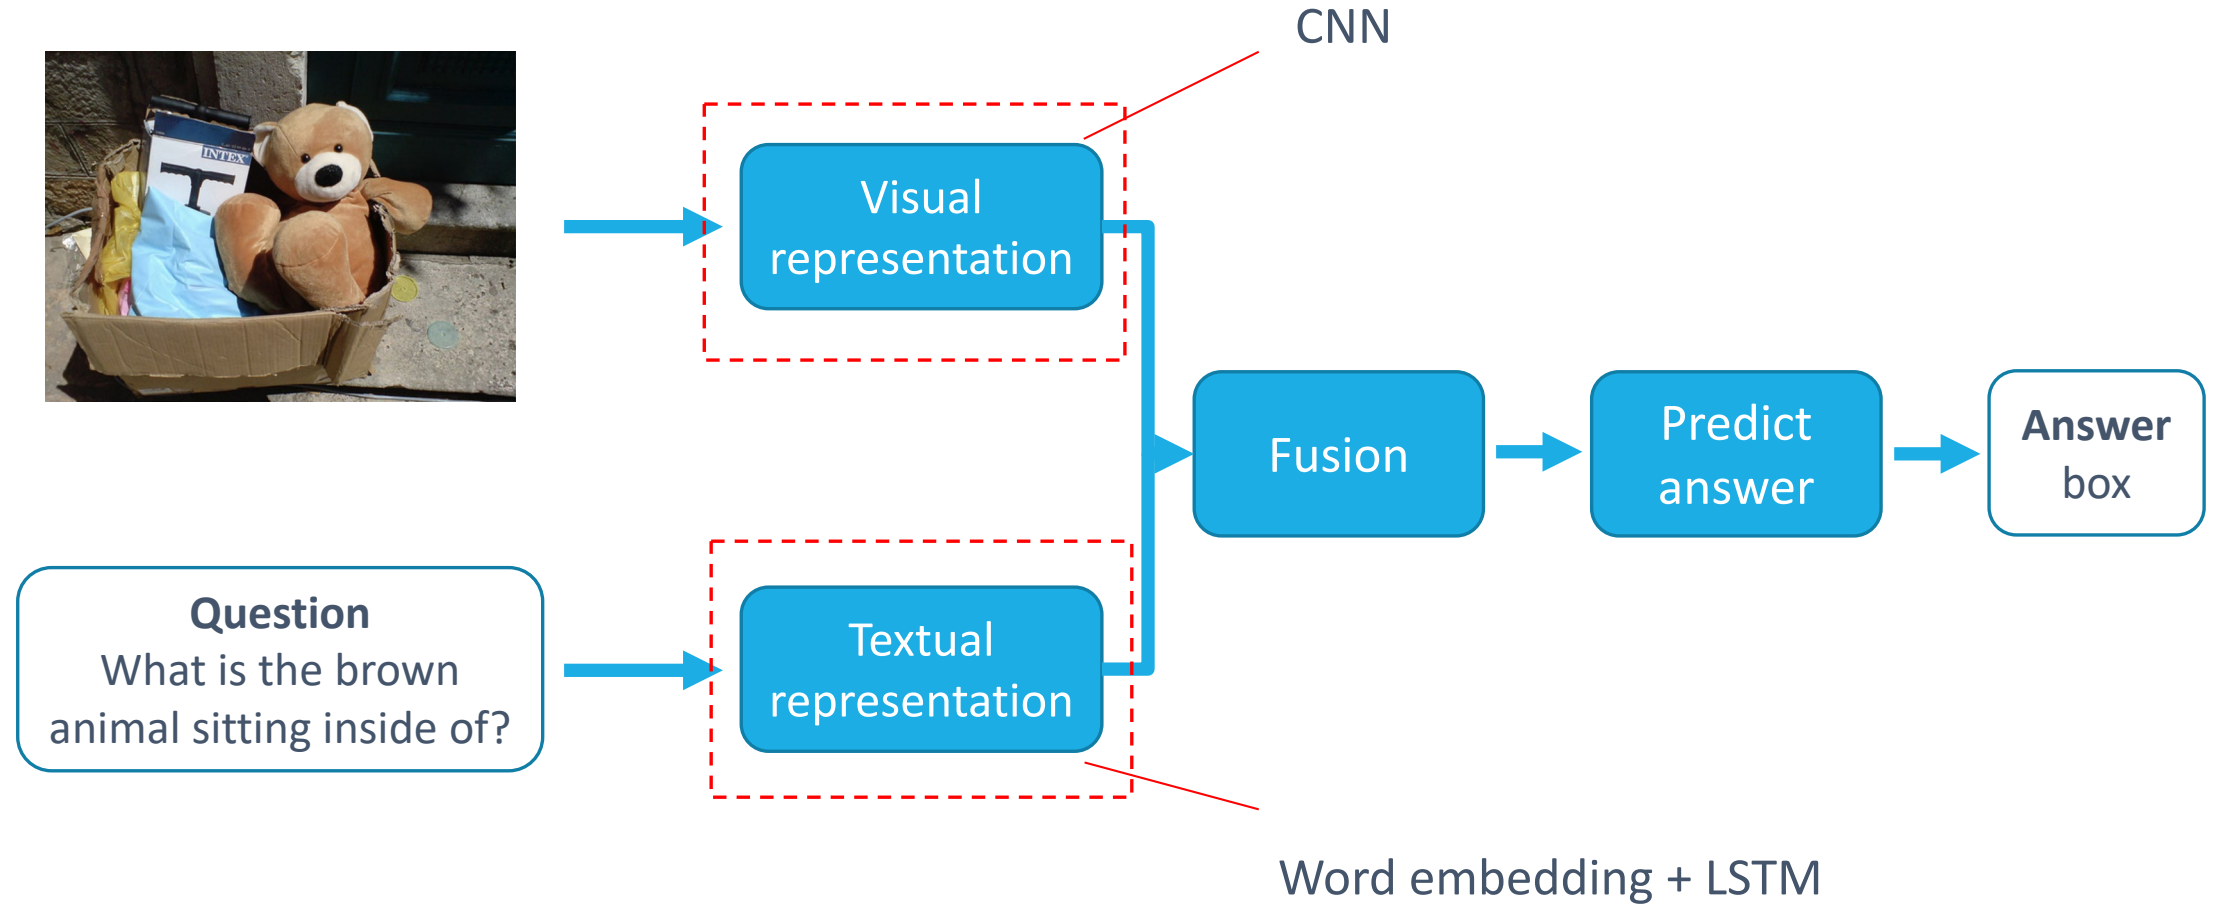 CNN
INTEX
Visual
representation
Fusion
Predict
answer
Answer
box
Question
What is the brown
animal sitting inside of?
Textual
representation
Word embedding + LSTM